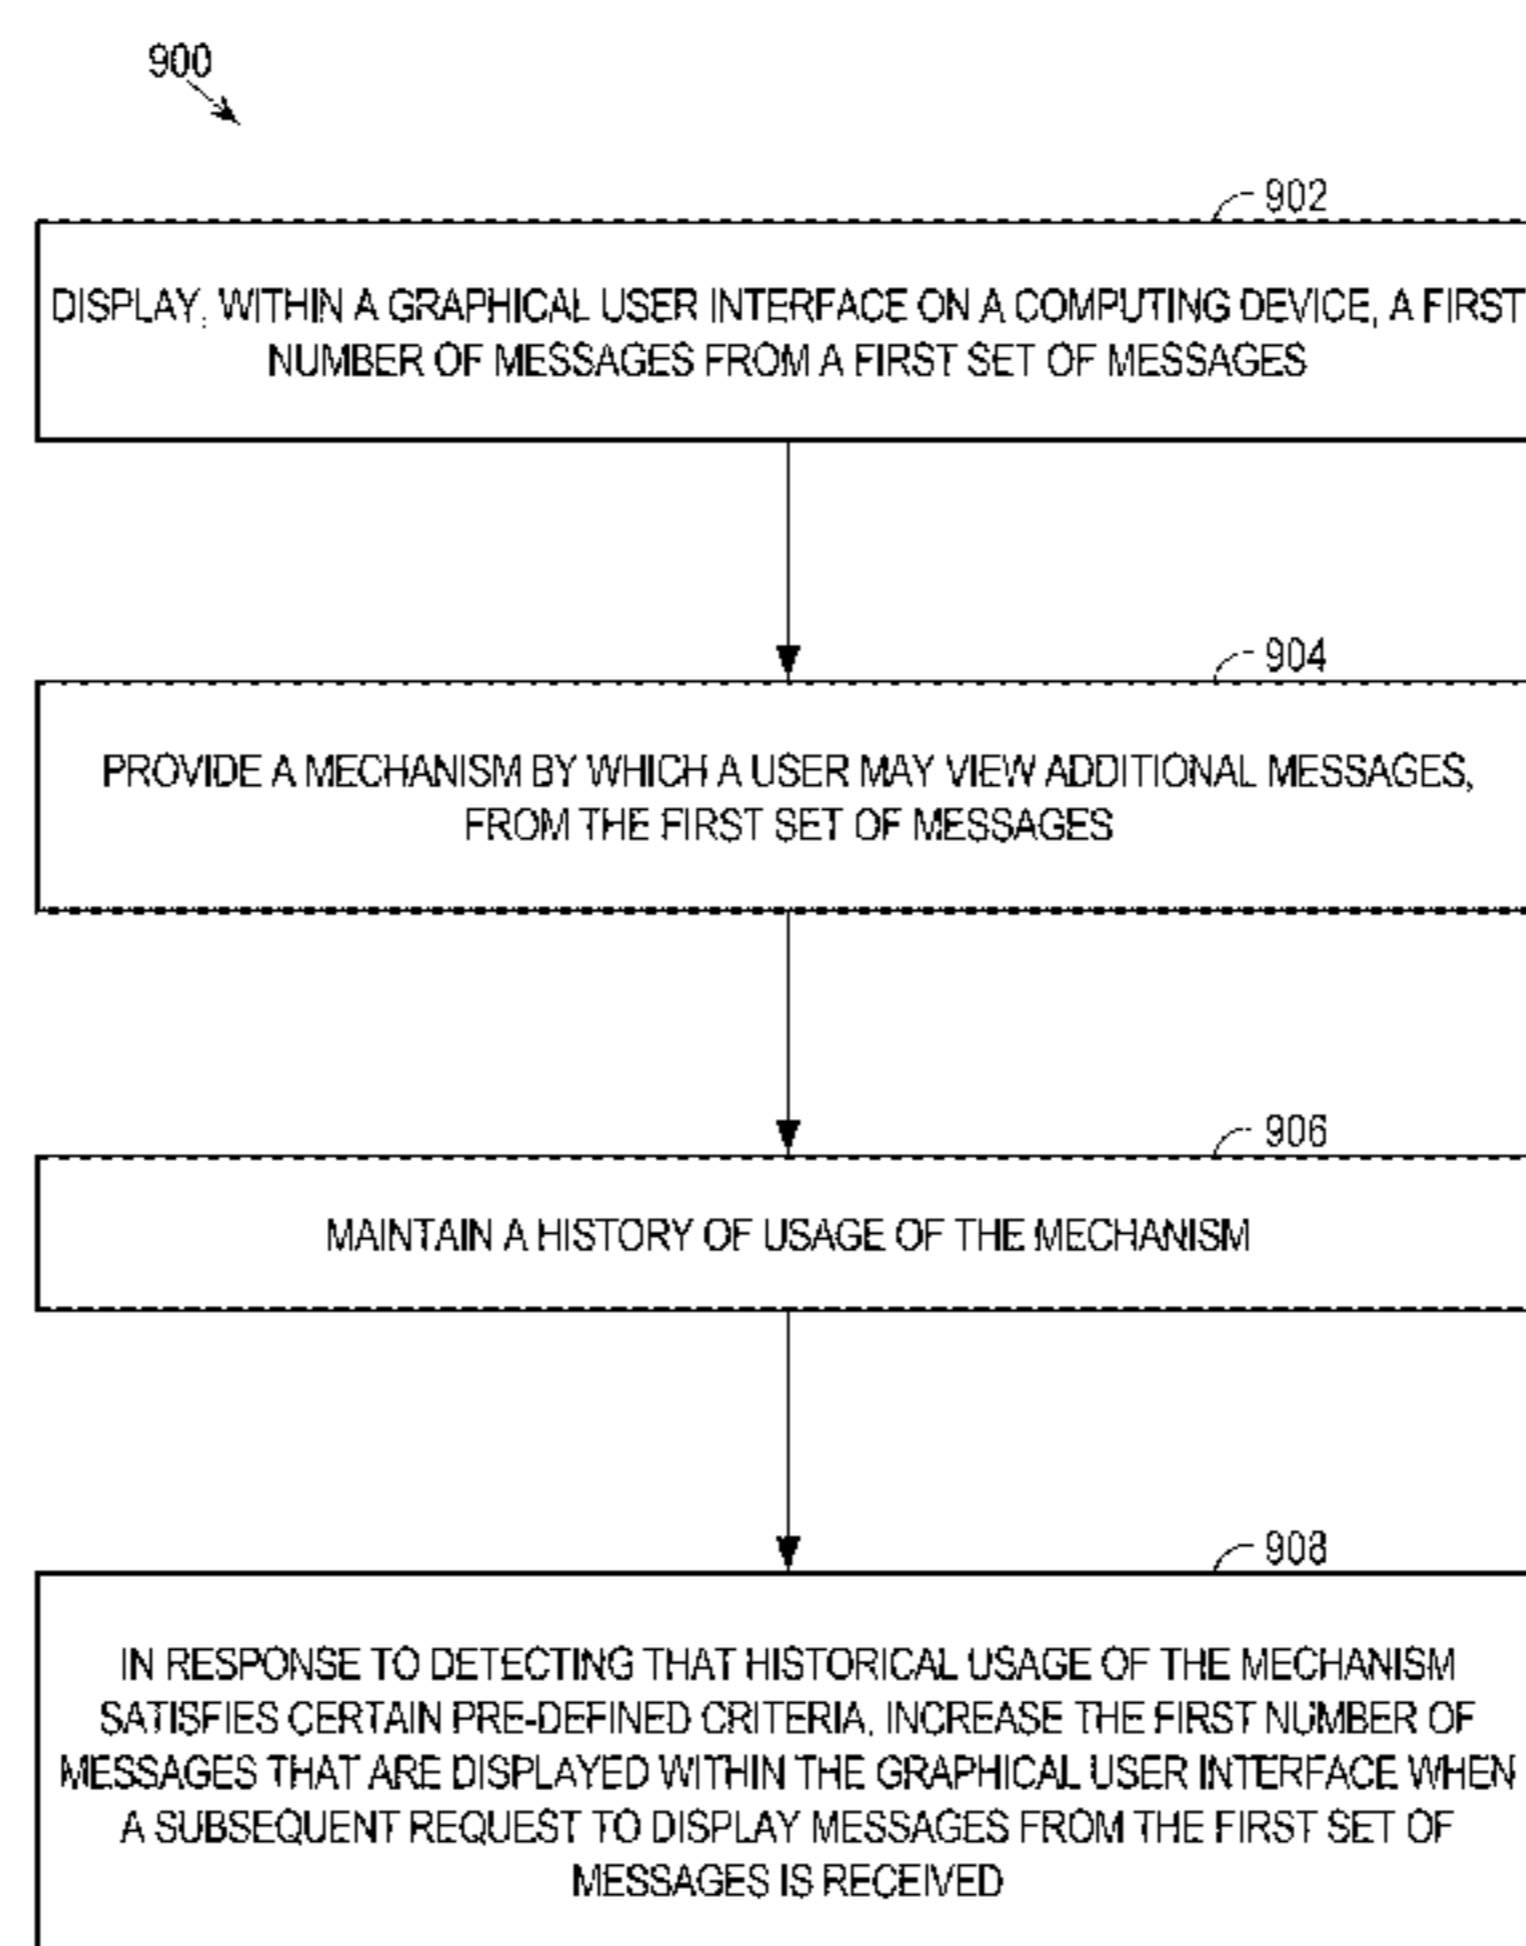 900
902
DISPLAY, WITHIN A GRAPHICAL USER INTERFACE ON A COMPUTING DEVICE, A FIRST
NUMBER OF MESSAGES FROM A FIRST SET OF MESSAGES
904
PROVIDE A MECHANISM BY WHICH A USER MAY VIEW ADDITIONAL MESSAGES,
FROM THE FIRST SET OF MESSAGES
906
MAINTAIN A HISTORY OF USAGE OF THE MECHANISM
908
IN RESPONSE TO DETECTING THAT HISTORICAL USAGE OF THE MECHANISM
SATISFIES CERTAIN PRE-DEFINED CRITERIA, INCREASE THE FIRST NUMBER OF
MESSAGES THAT ARE DISPLAYED WITHIN THE GRAPHICAL USER INTERFACE WHEN
A SUBSEQUENT REQUEST TO DISPLAY MESSAGES FROM THE FIRST SET OF
MESSAGES IS RECEIVED